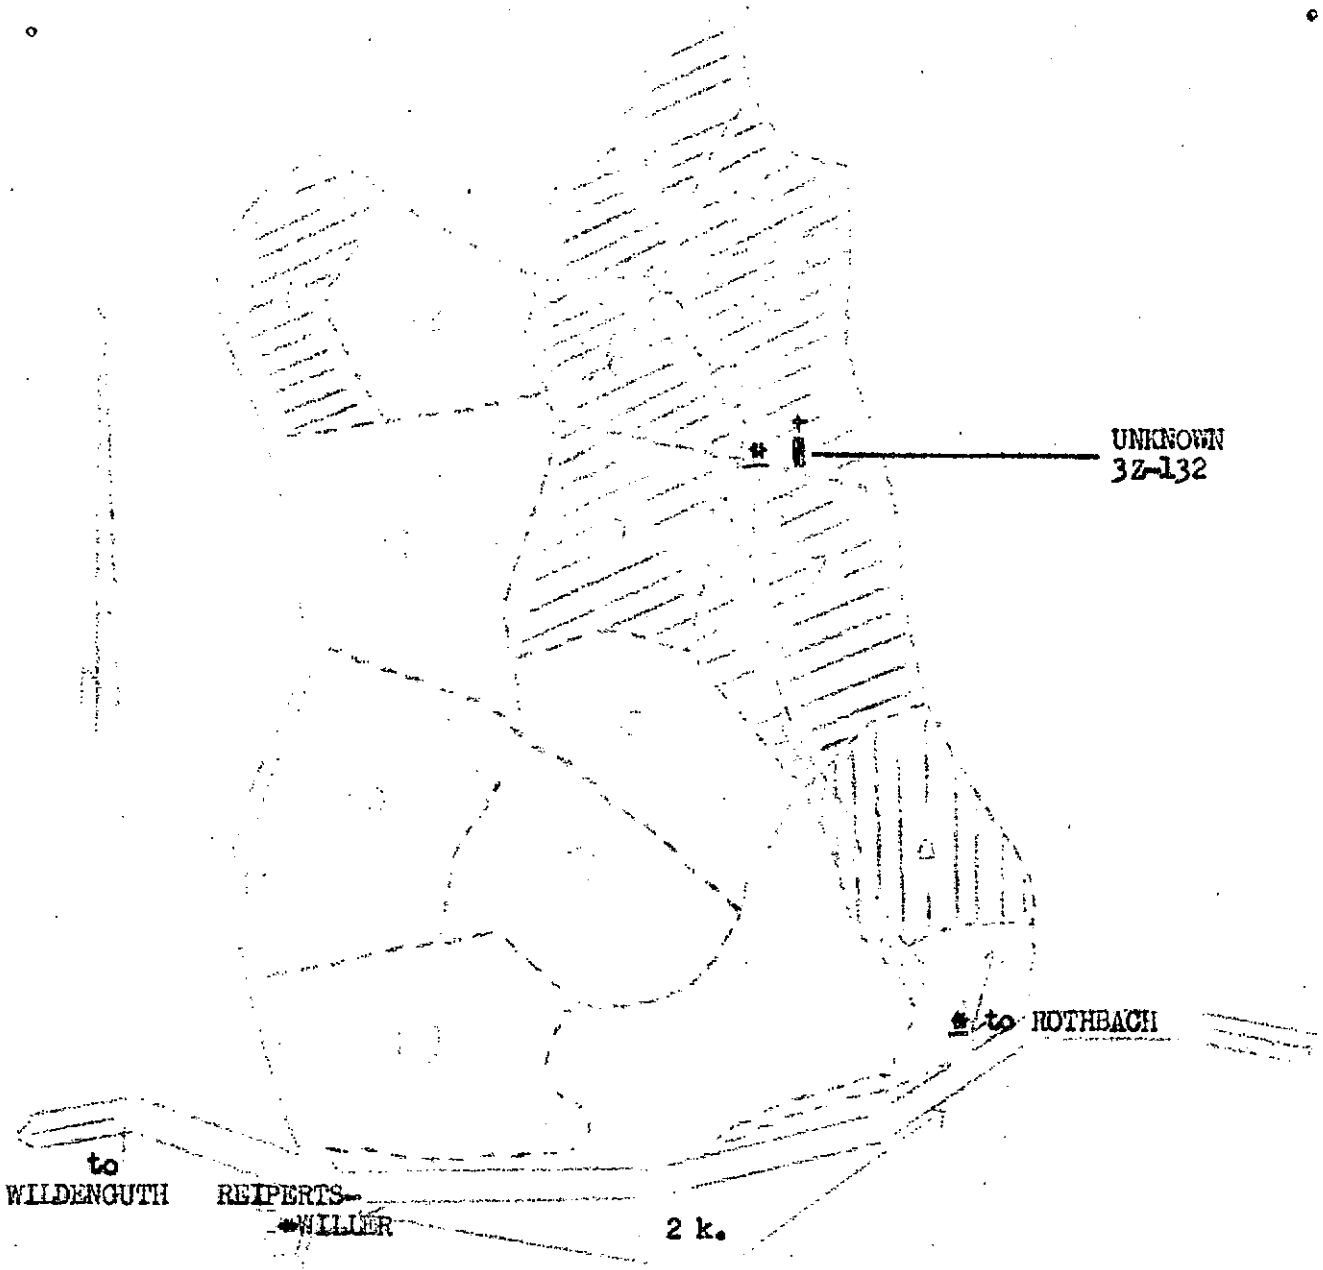 UNKNOWN
3Z-132
# to ROTHBACH
to
WILDENGUTH
REIPERTS-
WILLER
2 k.